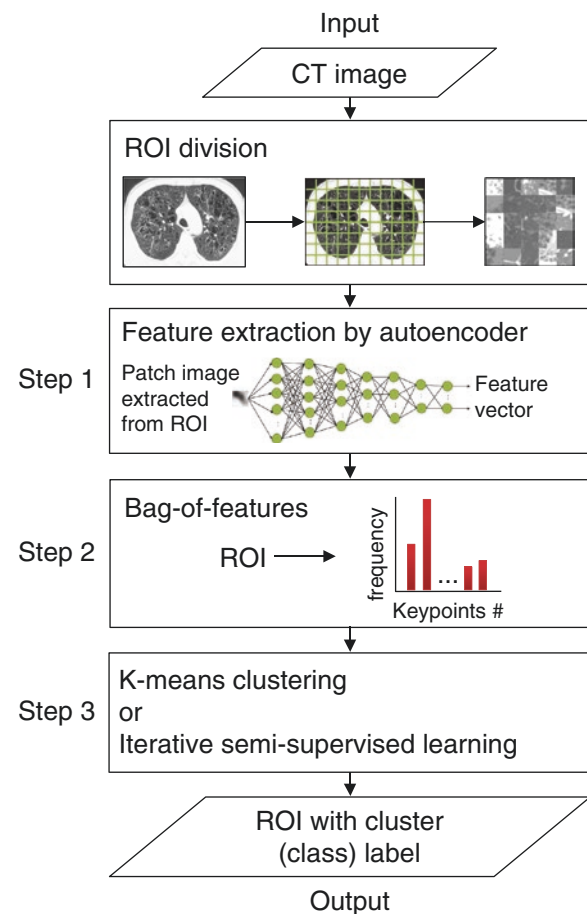 Input
CT image
ROI division
Step 1
Feature extraction by autoencoder
Patch image
extracted
from ROI
Feature
vector
Step 2
Bag-of-features
ROI
frequency
...
Keypoints #
Step 3
K-means clustering
or
Iterative semi-supervised learning
ROI with cluster
(class) label
Output